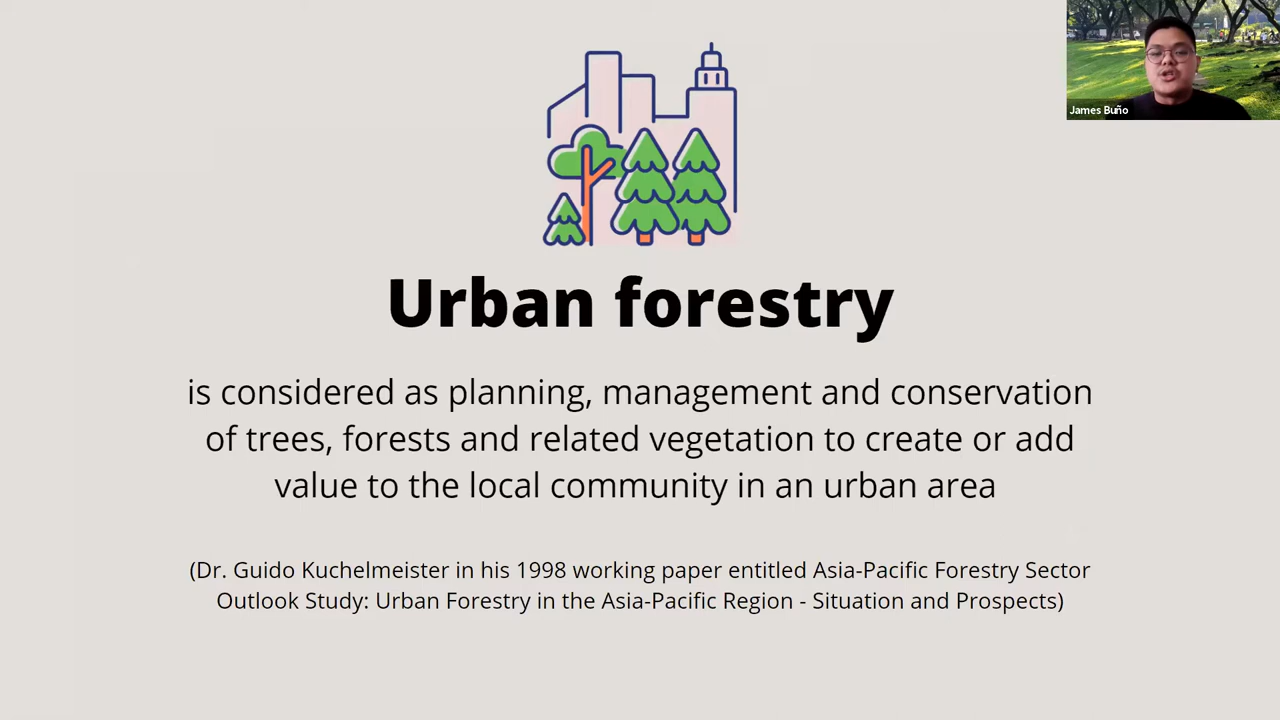 James Buño
Urban forestry
is considered as planning, management and conservation
of trees, forests and related vegetation to create or add
value to the local community in an urban area
(Dr. Guido Kuchelmeister in his 1998 working paper entitled Asia-Pacific Forestry Sector
Outlook Study: Urban Forestry in the Asia-Pacific Region - Situation and Prospects)